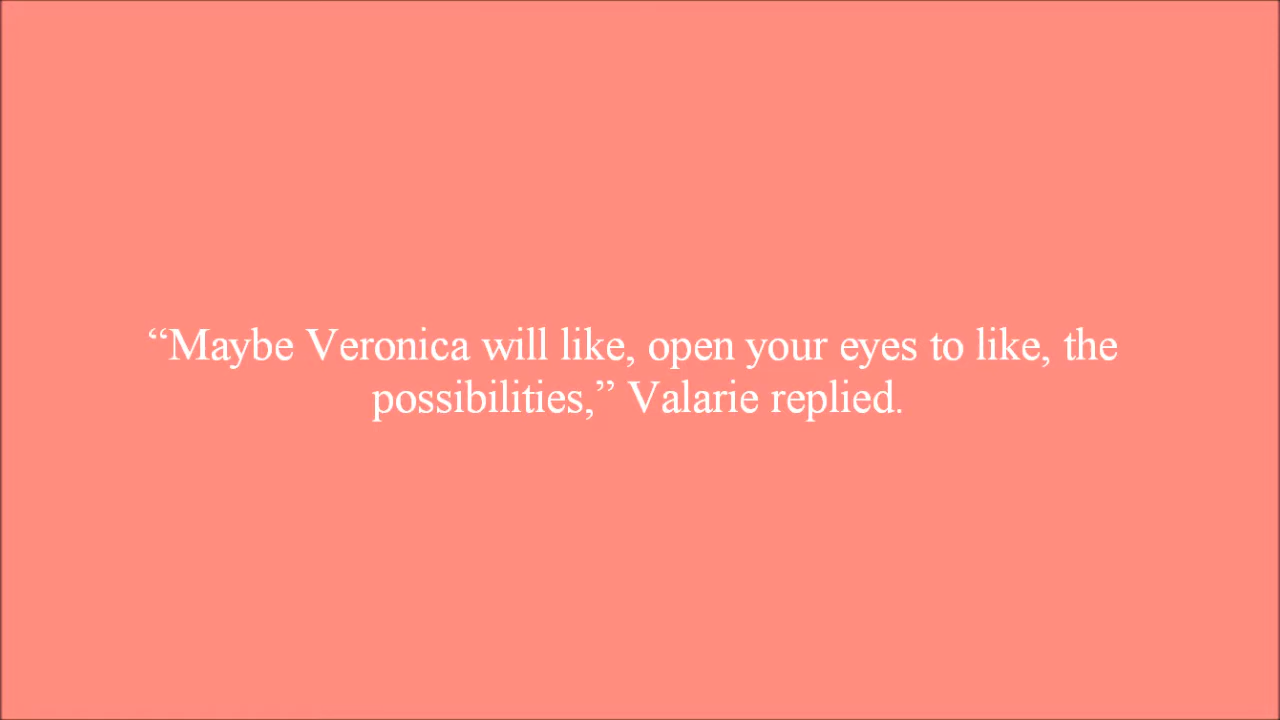 “Maybe Veronica will like, open your eyes to like, the
possibilities,” Valarie replied.